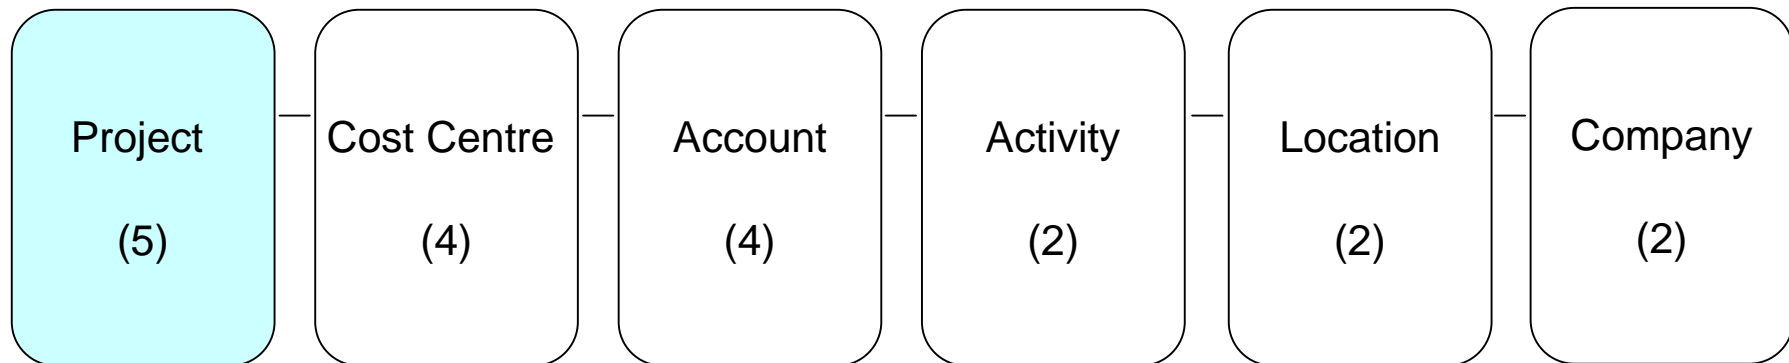 Project
(5)
Cost Centre
(4)
Account
(4)
Activity
(2)
Location
(2)
Company
(2)